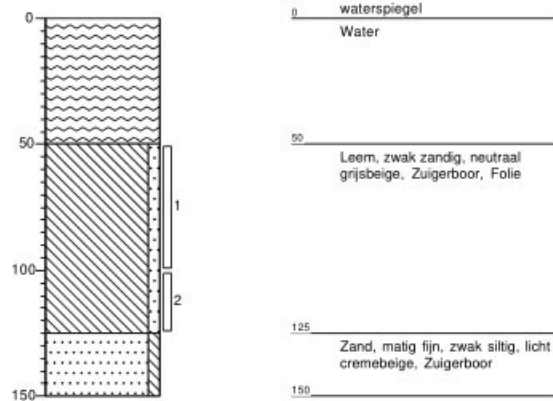 0
50
100
150
1
2
waterspiegel
0
Water
50
Leem, zwak zandig, neutraal
grijsbeige, Zuigerboor, Folie
125
Zand, matig fijn, zwak siltig, licht
cremebeige, Zuigerboor
150